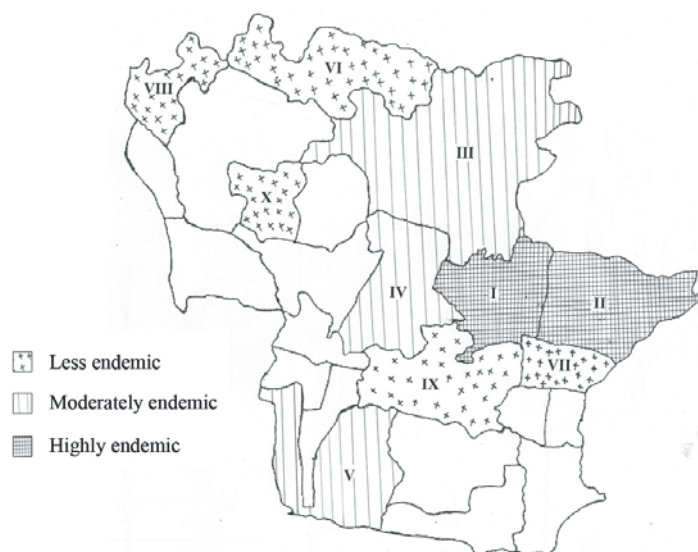 VI
VIII
III
X
IV
I
II
VII
IX
V
Less endemic
Moderately endemic
Highly endemic